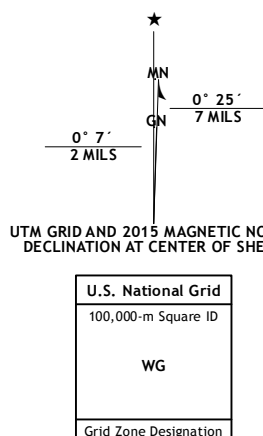 ★
MN
0° 25´
7 MILS
GN
0° 7´
2 MILS
UTM GRID AND 2015 MAGNETIC NO
DECLINATION AT CENTER OF SHE
U.S. National Grid
100,000-m Square ID
WG
Grid Zone Designation